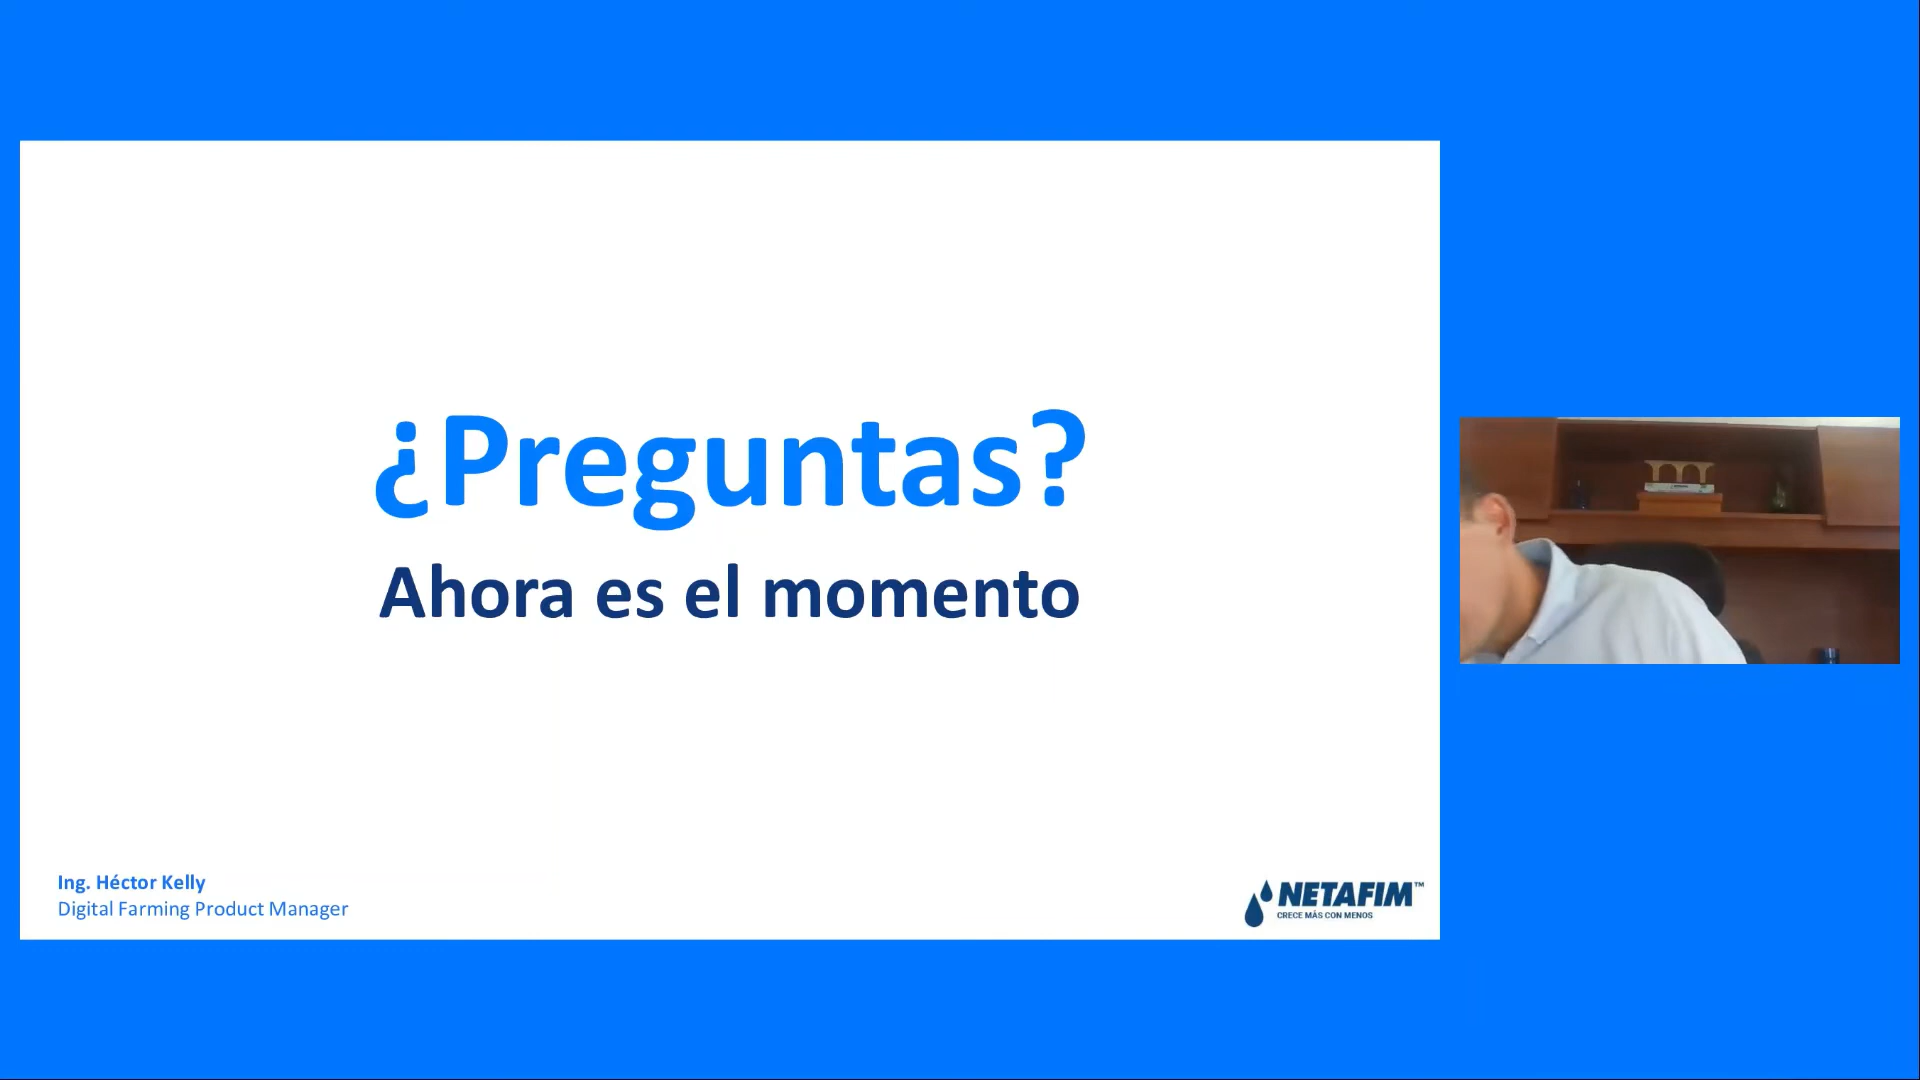 ¿Preguntas?
Ahora es el momento
Ing. Héctor Kelly
Digital Farming Product Manager
NETAFIM™
CRECE MÁS CON MENOS